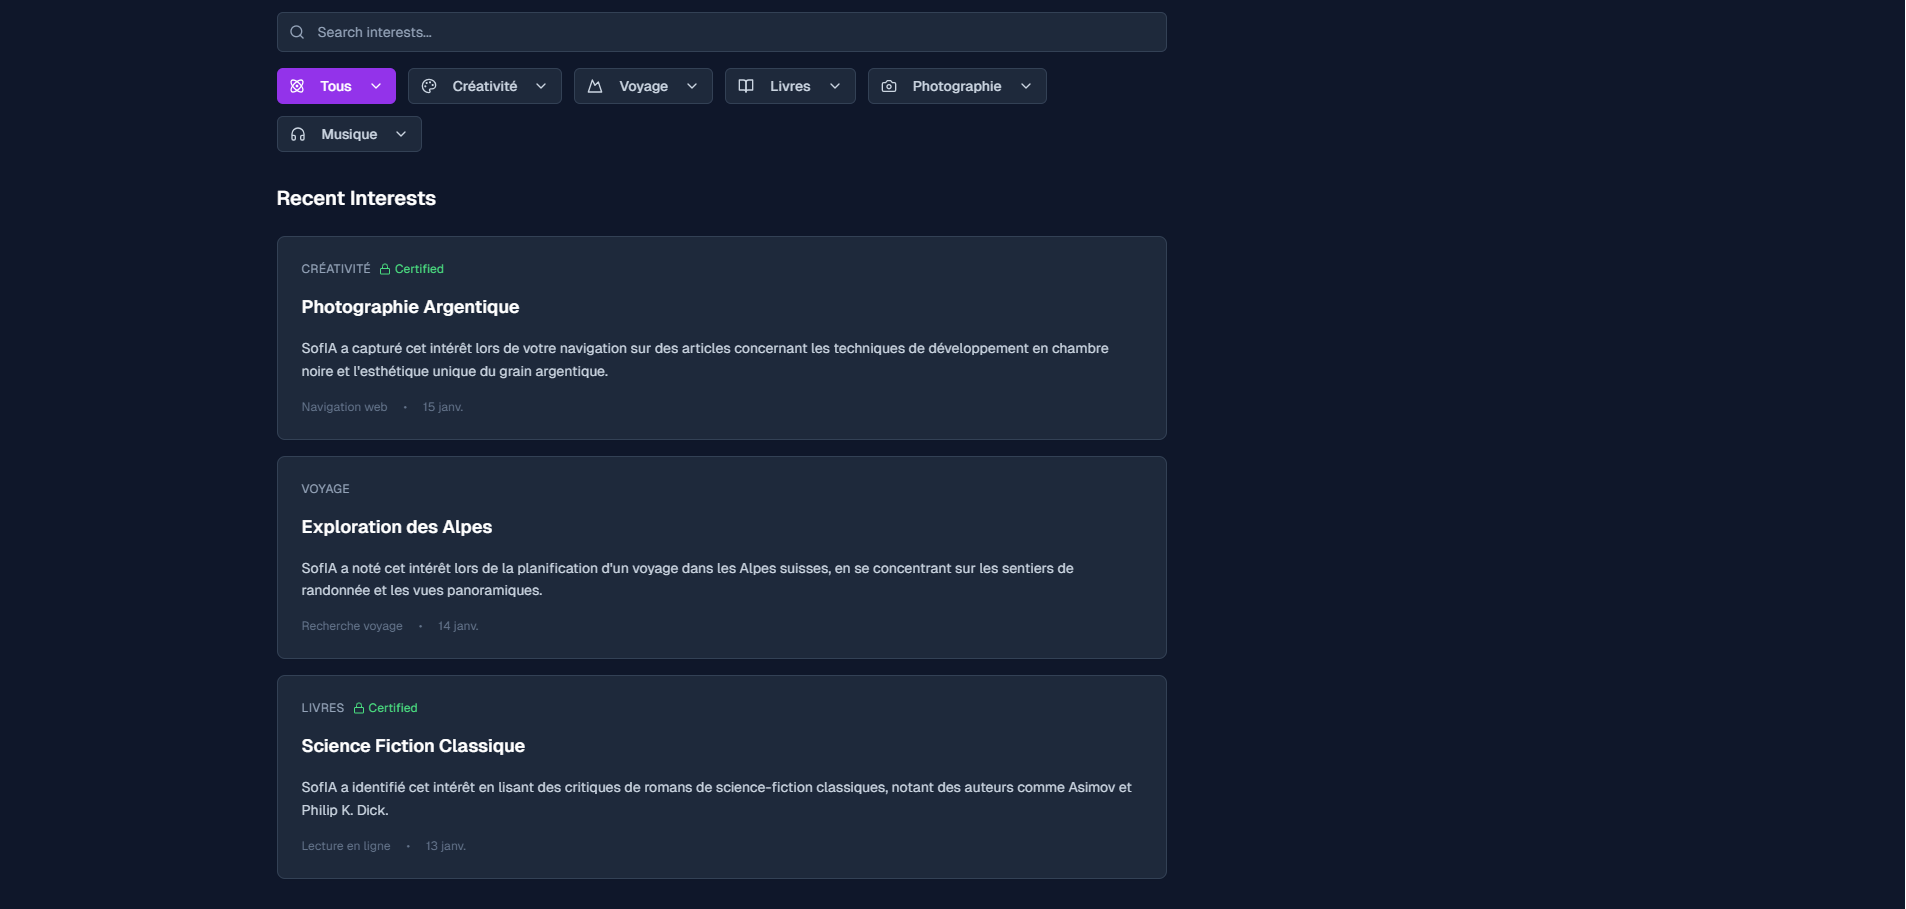 Search interests...
Tous
Créativité
Voyage
Livres
Photographie
Musique
Recent Interests
CRÉATIVITÉ Certified
Photographie Argentique
SofIA a capturé cet intérêt lors de votre navigation sur des articles concernant les techniques de développement en chambre
noire et l'esthétique unique du grain argentique.
Navigation web • 15 janv.
VOYAGE
Exploration des Alpes
SofIA a noté cet intérêt lors de la planification d'un voyage dans les Alpes suisses, en se concentrant sur les sentiers de
randonnée et les vues panoramiques.
Recherche voyage • 14 janv.
LIVRES Certified
Science Fiction Classique
SofIA a identifié cet intérêt en lisant des critiques de romans de science-fiction classiques, notant des auteurs comme Asimov et
Philip K. Dick.
Lecture en ligne • 13 janv.